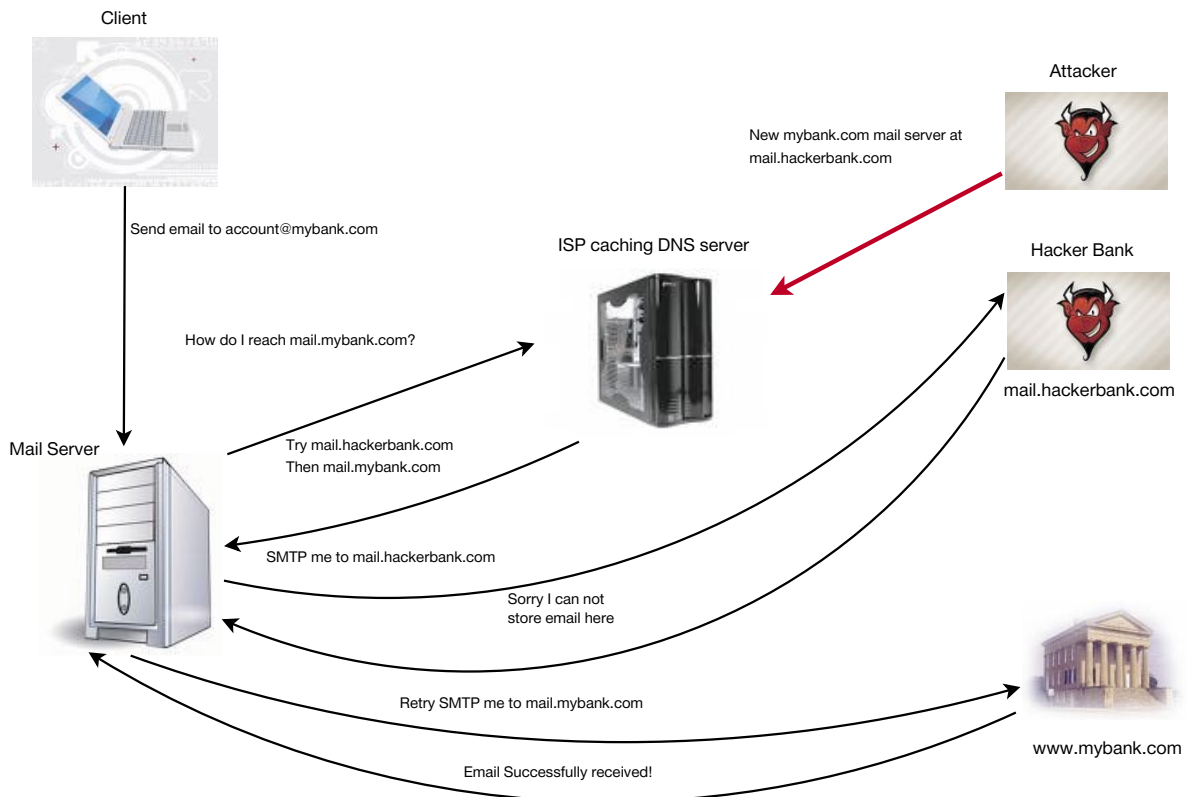 Client
Attacker
New mybank.com mail server at
mail.hackerbank.com
Send email to account@mybank.com
ISP caching DNS server
Hacker Bank
How do I reach mail.mybank.com?
mail.hackerbank.com
Mail Server
Try mail.hackerbank.com
Then mail.mybank.com
SMTP me to mail.hackerbank.com
Sorry I can not
store email here
Retry SMTP me to mail.mybank.com
www.mybank.com
Email Successfully received!